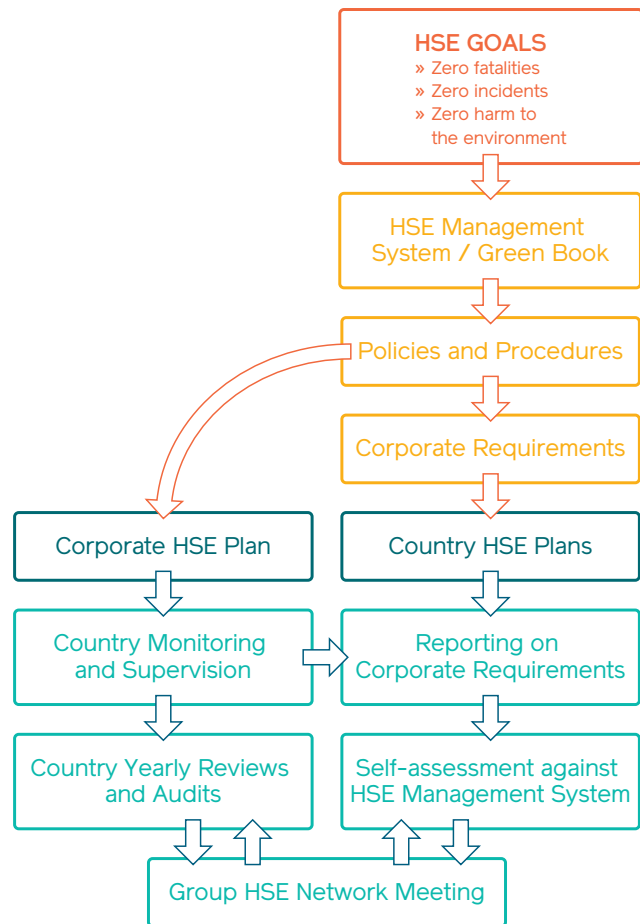 HSE GOALS
» Zero fatalities
» Zero incidents
» Zero harm to
the environment
HSE Management
System / Green Book
Policies and Procedures
Corporate Requirements
Corporate HSE Plan
Country HSE Plans
Country Monitoring
and Supervision
Reporting on
Corporate Requirements
Country Yearly Reviews
and Audits
Self-assessment against
HSE Management System
Group HSE Network Meeting